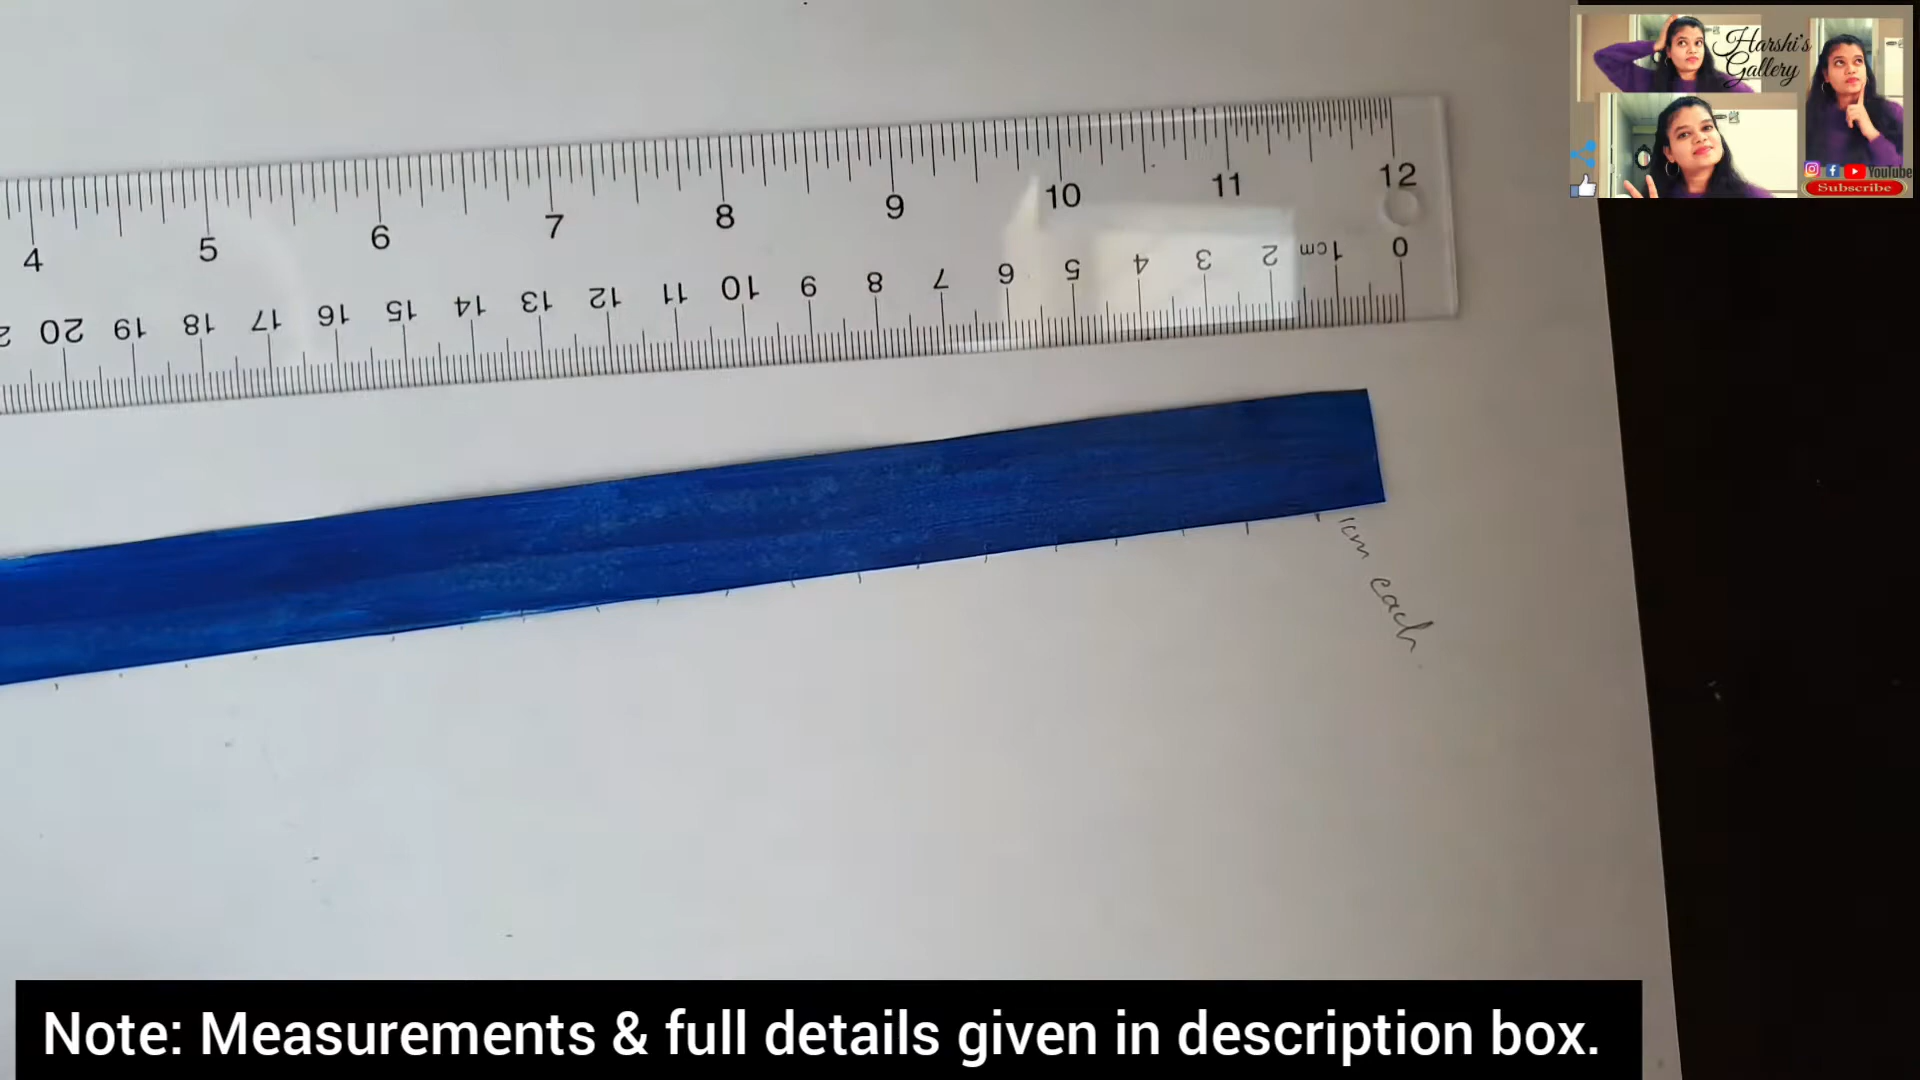 Harshi's
Gallery
YouTube
Subscribe
4 5 6 7 8 9 10 11 12
20 19 18 17 16 15 14 13 12 11 10 9 8 7 6 5 4 3 2 1cm 0
1cm each
Note: Measurements & full details given in description box.